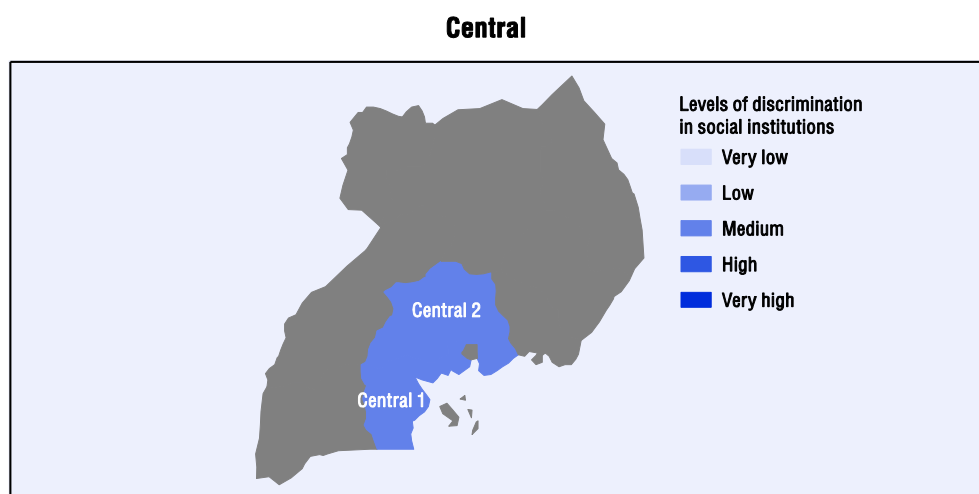 Central
Levels of discrimination
in social institutions
Very low
Low
Medium
High
Very high
Central 2
Central 1